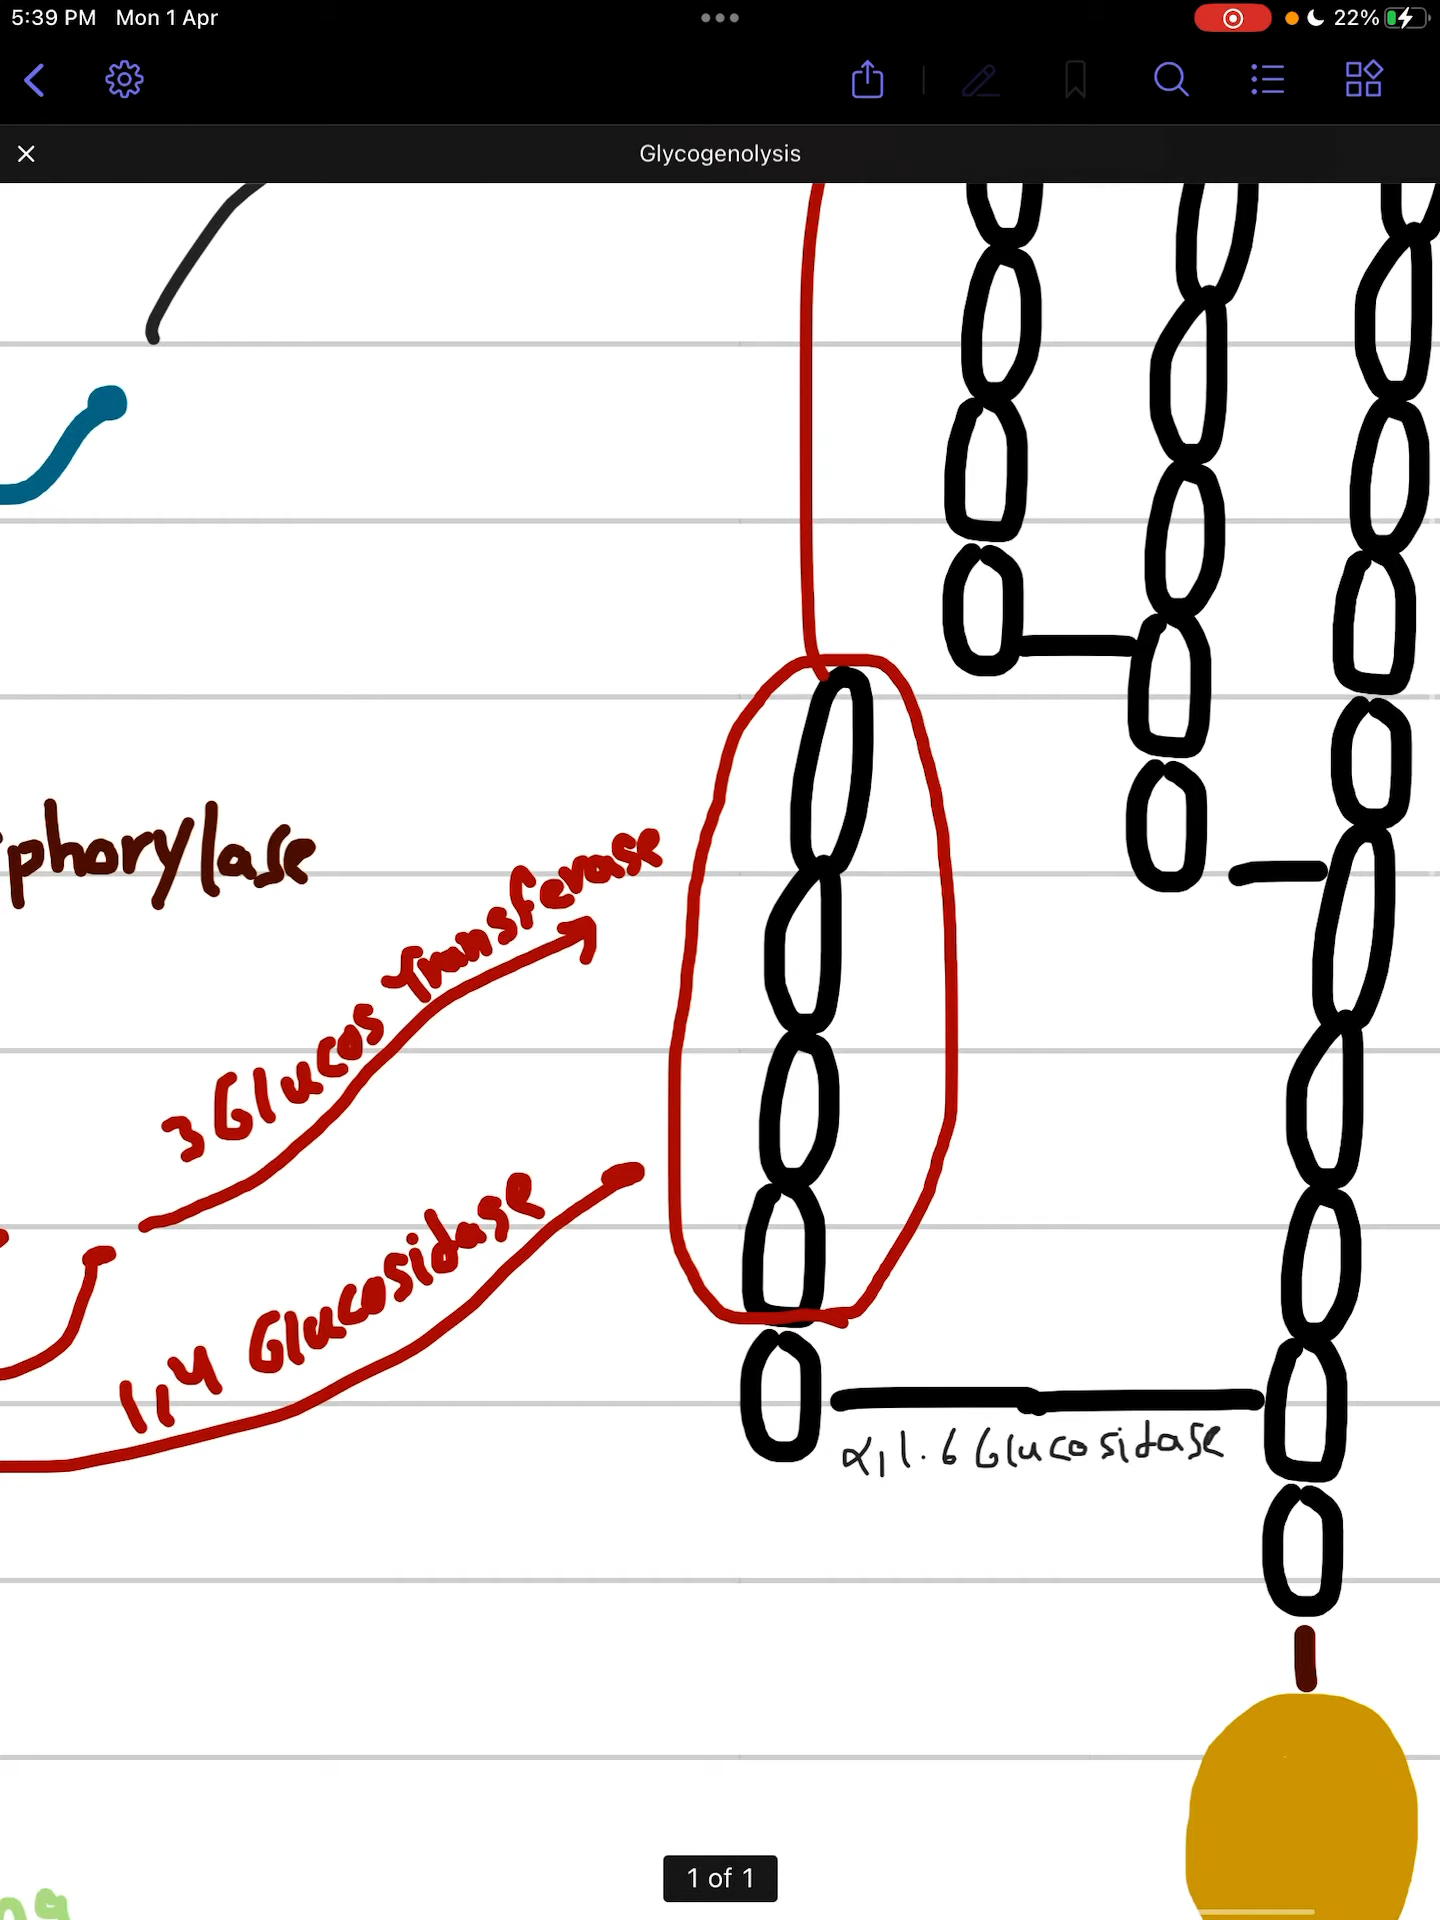 5:39 PM Mon 1 Apr
22%
Glycogenolysis
phorylase
3 Glucos Transferase
1,4 Glucosidase
α,1.6 Glucosidase
1 of 1